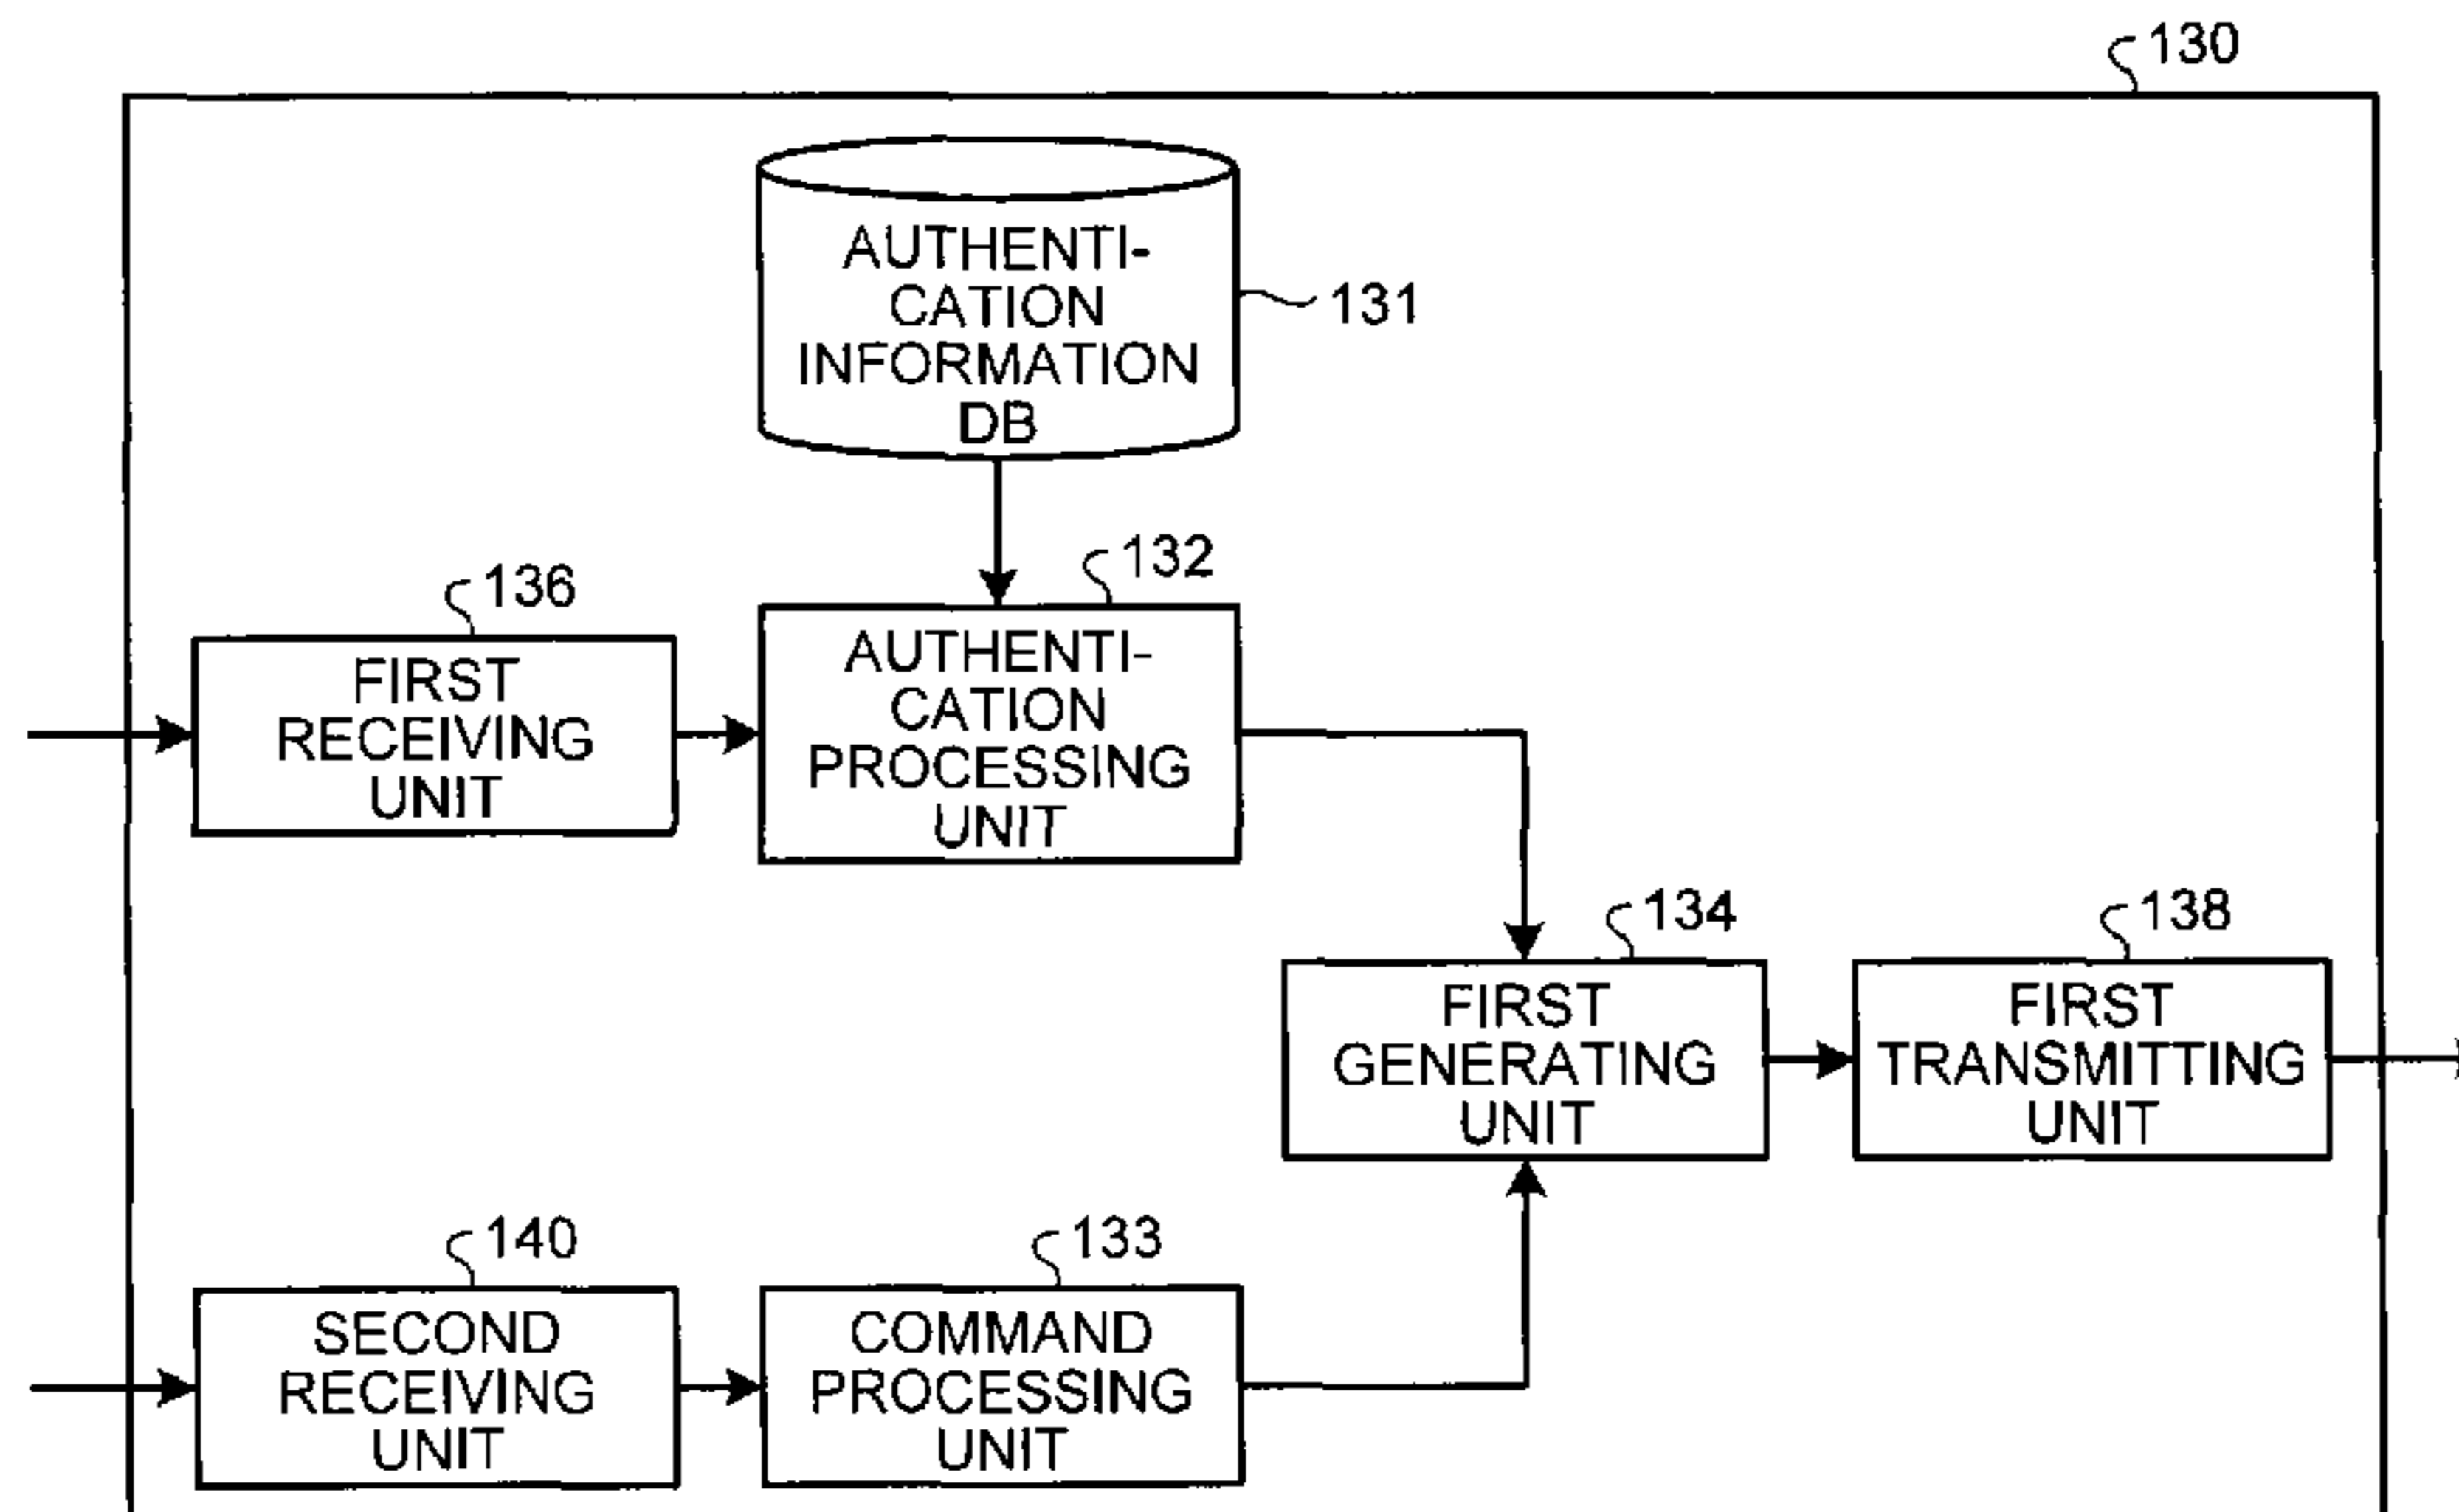 130
AUTHENTI-
CATION
INFORMATION
DB
131
136
FIRST
RECEIVING
UNIT
132
AUTHENTI-
CATION
PROCESSING
UNIT
134
FIRST
GENERATING
UNIT
138
FIRST
TRANSMITTING
UNIT
140
SECOND
RECEIVING
UNIT
133
COMMAND
PROCESSING
UNIT